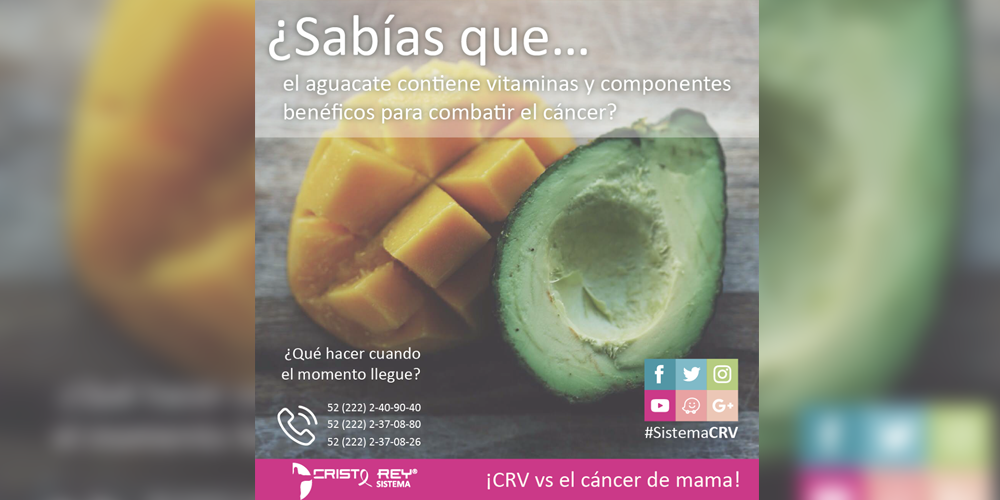 ¿Sabías que...
el aguacate contiene vitaminas y componentes
benéficos para combatir el cáncer?
¿Qué hacer cuando
el momento llegue?
52 (222) 2-40-90-40
52 (222) 2-37-08-80
52 (222) 2-37-08-26
#SistemaCRV
CRISTO REY®
SISTEMA
¡CRV vs el cáncer de mama!